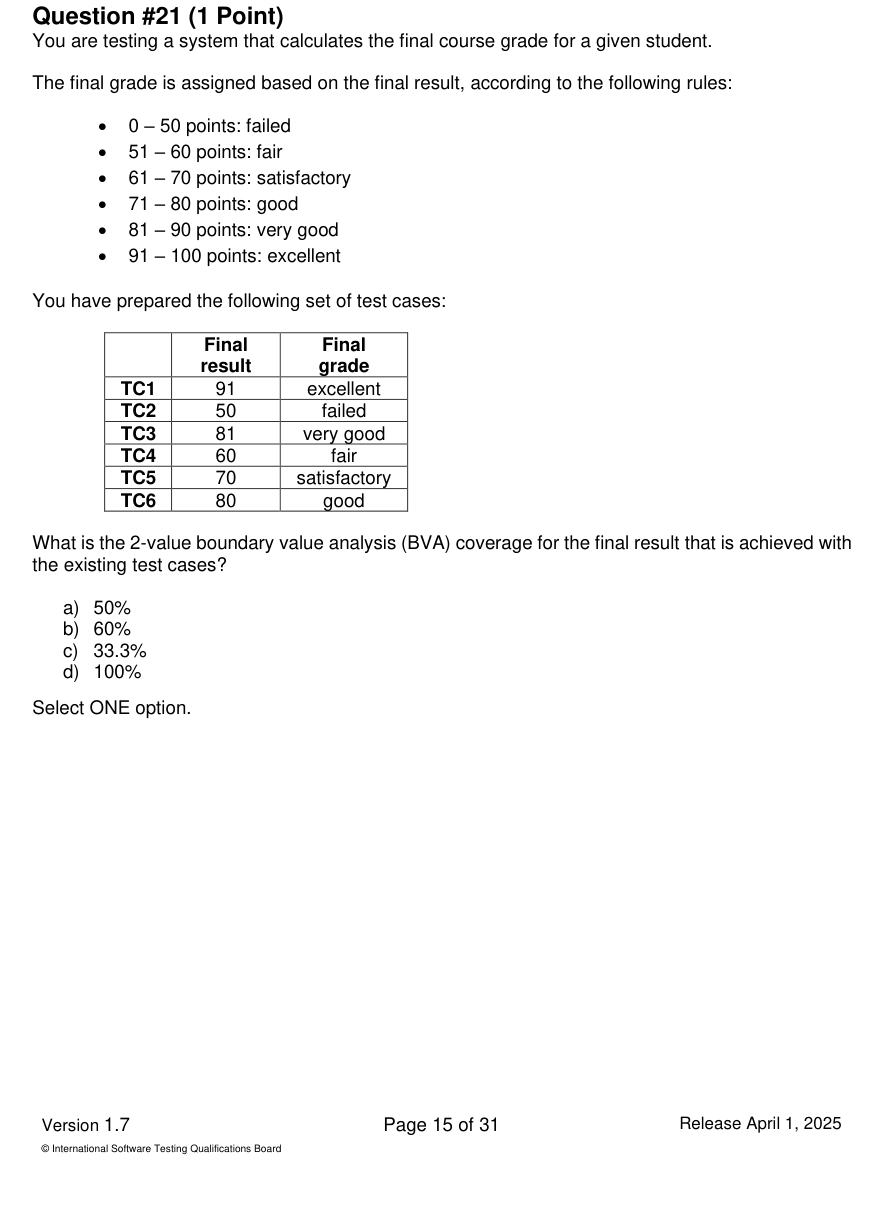 Question #21 (1 Point)
You are testing a system that calculates the final course grade for a given student.
The final grade is assigned based on the final result, according to the following rules:
• 0 – 50 points: failed
• 51 – 60 points: fair
• 61 – 70 points: satisfactory
• 71 – 80 points: good
• 81 – 90 points: very good
• 91 – 100 points: excellent
You have prepared the following set of test cases:
Final result Final grade
TC1 91 excellent
TC2 50 failed
TC3 81 very good
TC4 60 fair
TC5 70 satisfactory
TC6 80 good
What is the 2-value boundary value analysis (BVA) coverage for the final result that is achieved with
the existing test cases?
a) 50%
b) 60%
c) 33.3%
d) 100%
Select ONE option.
Version 1.7 Page 15 of 31 Release April 1, 2025
© International Software Testing Qualifications Board